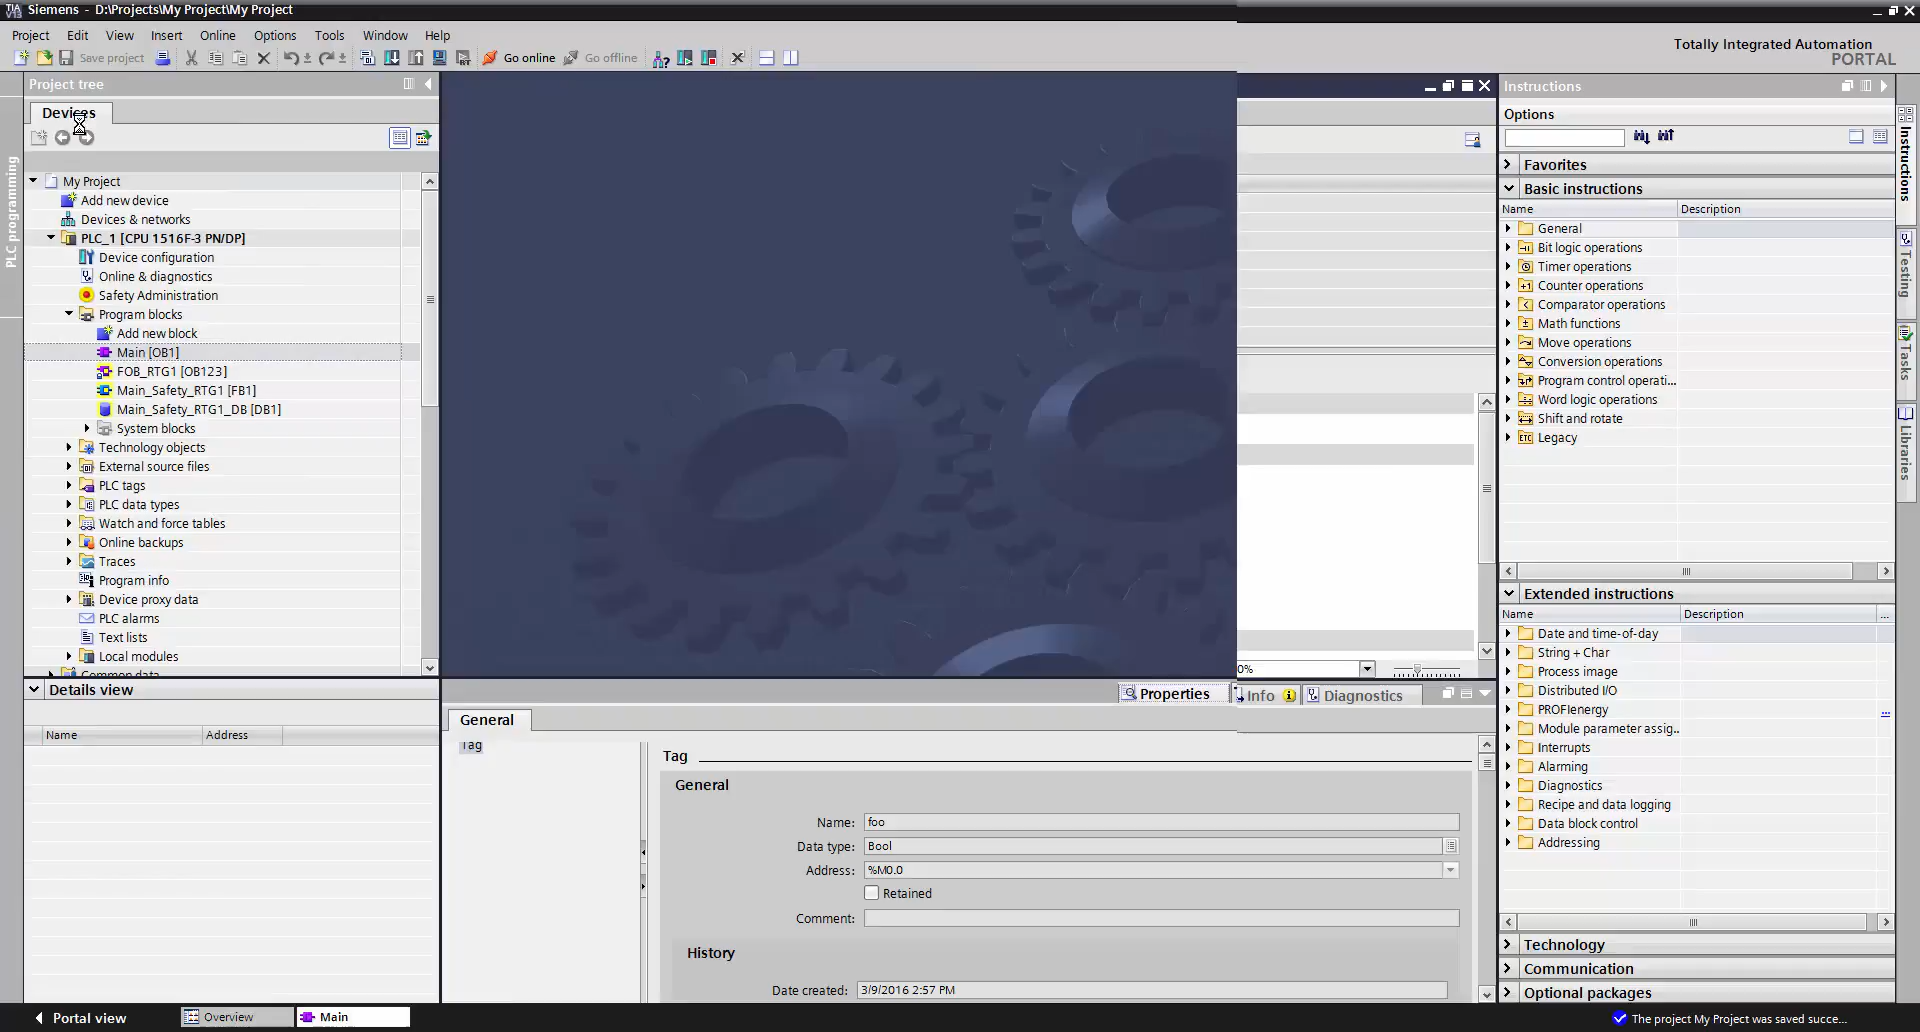 Siemens - D:\Projects\My Project\My Project
Project Edit View Insert Online Options Tools Window Help
Totally Integrated Automation
PORTAL
Save project
Go online
Go offline
Project tree
Devices
PLC programming
My Project
Add new device
Devices & networks
PLC_1 [CPU 1516F-3 PN/DP]
Device configuration
Online & diagnostics
Safety Administration
Program blocks
Add new block
Main [OB1]
FOB_RTG1 [OB123]
Main_Safety_RTG1 [FB1]
Main_Safety_RTG1_DB [DB1]
System blocks
Technology objects
External source files
PLC tags
PLC data types
Watch and force tables
Online backups
Traces
Program info
Device proxy data
PLC alarms
Text lists
Local modules
Common data
Details view
Name Address
0%
Properties Info Diagnostics
General
Tag
Tag
General
Name: foo
Data type: Bool
Address: %M0.0
Retained
Comment:
History
Date created: 3/9/2016 2:57 PM
Instructions
Options
Favorites
Basic instructions
Name Description
General
Bit logic operations
Timer operations
Counter operations
Comparator operations
Math functions
Move operations
Conversion operations
Program control operati...
Word logic operations
Shift and rotate
Legacy
Extended instructions
Name Description ...
Date and time-of-day
String + Char
Process image
Distributed I/O
PROFIenergy ...
Module parameter assig..
Interrupts
Alarming
Diagnostics
Recipe and data logging
Data block control
Addressing
Technology
Communication
Optional packages
Instructions
Testing
Tasks
Libraries
Portal view
Overview
Main
The project My Project was saved succe...